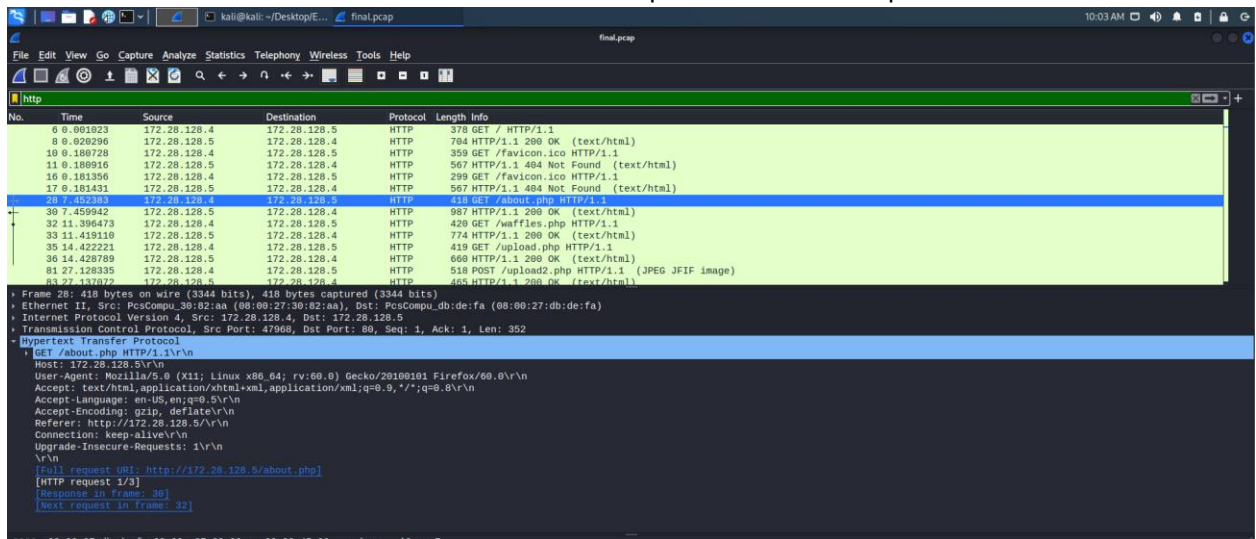 kali@kali: ~/Desktop/E... final.pcap 10:03 AM
final.pcap
File Edit View Go Capture Analyze Statistics Telephony Wireless Tools Help
http
No. Time Source Destination Protocol Length Info
6 0.001023 172.28.128.4 172.28.128.5 HTTP 378 GET / HTTP/1.1
8 0.020296 172.28.128.5 172.28.128.4 HTTP 704 HTTP/1.1 200 OK (text/html)
10 0.180728 172.28.128.4 172.28.128.5 HTTP 359 GET /favicon.ico HTTP/1.1
11 0.180916 172.28.128.5 172.28.128.4 HTTP 567 HTTP/1.1 404 Not Found (text/html)
16 0.181356 172.28.128.4 172.28.128.5 HTTP 299 GET /favicon.ico HTTP/1.1
17 0.181431 172.28.128.5 172.28.128.4 HTTP 567 HTTP/1.1 404 Not Found (text/html)
28 7.452383 172.28.128.4 172.28.128.5 HTTP 418 GET /about.php HTTP/1.1
30 7.459942 172.28.128.5 172.28.128.4 HTTP 987 HTTP/1.1 200 OK (text/html)
32 11.396473 172.28.128.4 172.28.128.5 HTTP 420 GET /waffles.php HTTP/1.1
33 11.419110 172.28.128.5 172.28.128.4 HTTP 774 HTTP/1.1 200 OK (text/html)
35 14.422221 172.28.128.4 172.28.128.5 HTTP 419 GET /upload.php HTTP/1.1
36 14.428789 172.28.128.5 172.28.128.4 HTTP 660 HTTP/1.1 200 OK (text/html)
81 27.128335 172.28.128.4 172.28.128.5 HTTP 518 POST /upload2.php HTTP/1.1 (JPEG JFIF image)
83 27.137072 172.28.128.5 172.28.128.4 HTTP 465 HTTP/1.1 200 OK (text/html)
Frame 28: 418 bytes on wire (3344 bits), 418 bytes captured (3344 bits)
Ethernet II, Src: PcsCompu_30:82:aa (08:00:27:30:82:aa), Dst: PcsCompu_db:de:fa (08:00:27:db:de:fa)
Internet Protocol Version 4, Src: 172.28.128.4, Dst: 172.28.128.5
Transmission Control Protocol, Src Port: 47968, Dst Port: 80, Seq: 1, Ack: 1, Len: 352
Hypertext Transfer Protocol
GET /about.php HTTP/1.1\r\n
Host: 172.28.128.5\r\n
User-Agent: Mozilla/5.0 (X11; Linux x86_64; rv:60.0) Gecko/20100101 Firefox/60.0\r\n
Accept: text/html,application/xhtml+xml,application/xml;q=0.9,*/*;q=0.8\r\n
Accept-Language: en-US,en;q=0.5\r\n
Accept-Encoding: gzip, deflate\r\n
Referer: http://172.28.128.5/\r\n
Connection: keep-alive\r\n
Upgrade-Insecure-Requests: 1\r\n
\r\n
[Full request URI: http://172.28.128.5/about.php]
[HTTP request 1/3]
[Response in frame: 30]
[Next request in frame: 32]